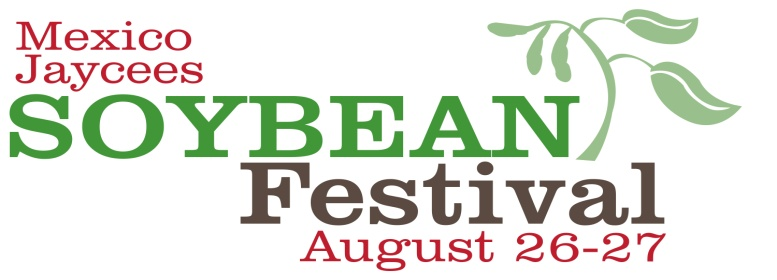 Mexico
Jaycees
SOYBEAN
Festival
August 26-27